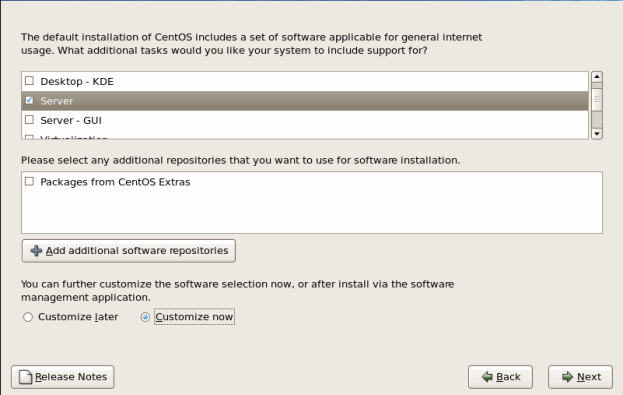 The default installation of CentOS includes a set of software applicable for general internet
usage. What additional tasks would you like your system to include support for?
Desktop - KDE
Server
Server - GUI
Virtualization
Please select any additional repositories that you want to use for software installation.
Packages from CentOS Extras
Add additional software repositories
You can further customize the software selection now, or after install via the software
management application.
Customize later
Customize now
Release Notes
Back
Next